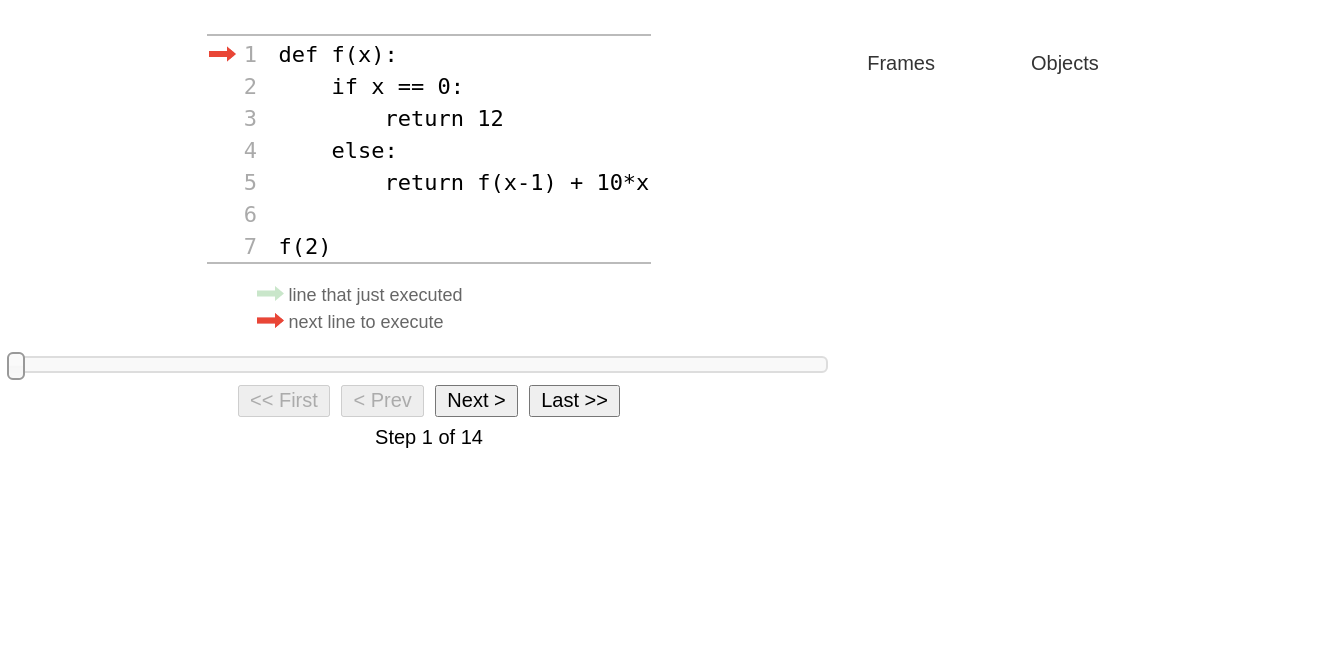 1 def f(x):
2     if x == 0:
3         return 12
4     else:
5         return f(x-1) + 10*x
6
7 f(2)
line that just executed
next line to execute
<< First < Prev Next > Last >>
Step 1 of 14
Frames Objects